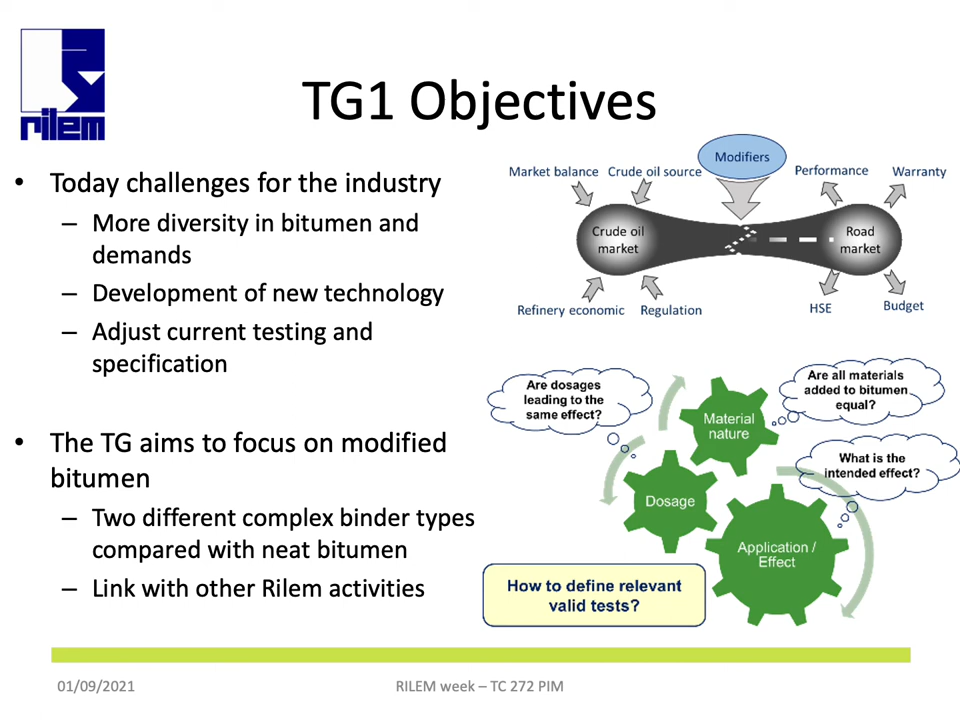 rilem
TG1 Objectives
• Today challenges for the industry
– More diversity in bitumen and
demands
– Development of new technology
– Adjust current testing and
specification
• The TG aims to focus on modified
bitumen
– Two different complex binder types
compared with neat bitumen
– Link with other Rilem activities
Modifiers
Market balance
Crude oil source
Performance
Warranty
Crude oil
market
Road
market
Refinery economic
Regulation
HSE
Budget
Are dosages
leading to the
same effect?
Are all materials
added to bitumen
equal?
Material
nature
What is the
intended effect?
Dosage
Application /
Effect
How to define relevant
valid tests?
01/09/2021
RILEM week – TC 272 PIM